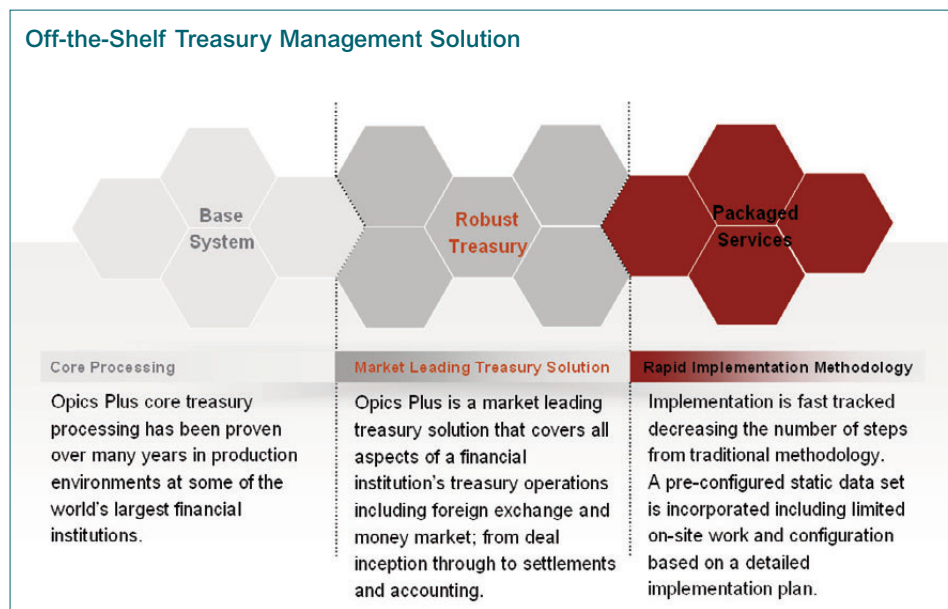 Off-the-Shelf Treasury Management Solution
Base
System
Robust
Treasury
Packaged
Services
Core Processing
Opics Plus core treasury
processing has been proven
over many years in production
environments at some of the
world's largest financial
institutions.
Market Leading Treasury Solution
Opics Plus is a market leading
treasury solution that covers all
aspects of a financial
institution's treasury operations
including foreign exchange and
money market; from deal
inception through to settlements
and accounting.
Rapid Implementation Methodology
Implementation is fast tracked
decreasing the number of steps
from traditional methodology.
A pre-configured static data set
is incorporated including limited
on-site work and configuration
based on a detailed
implementation plan.